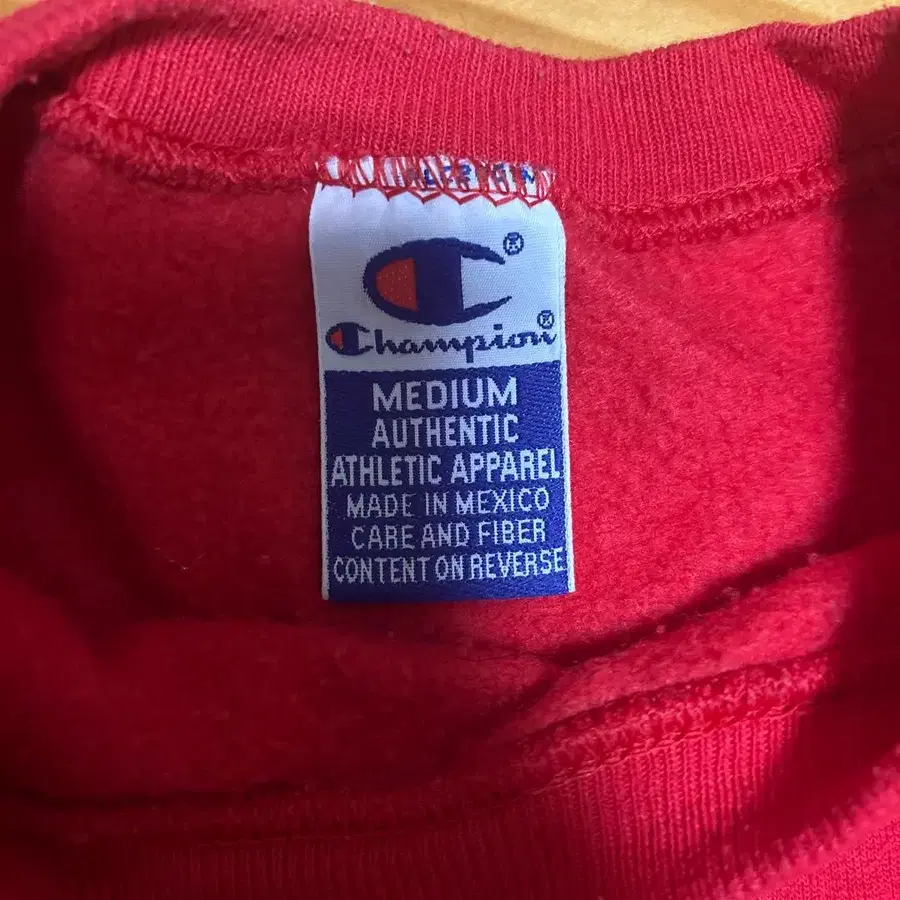 Champion®
MEDIUM
AUTHENTIC
ATHLETIC APPAREL
MADE IN MEXICO
CARE AND FIBER
CONTENT ON REVERSE